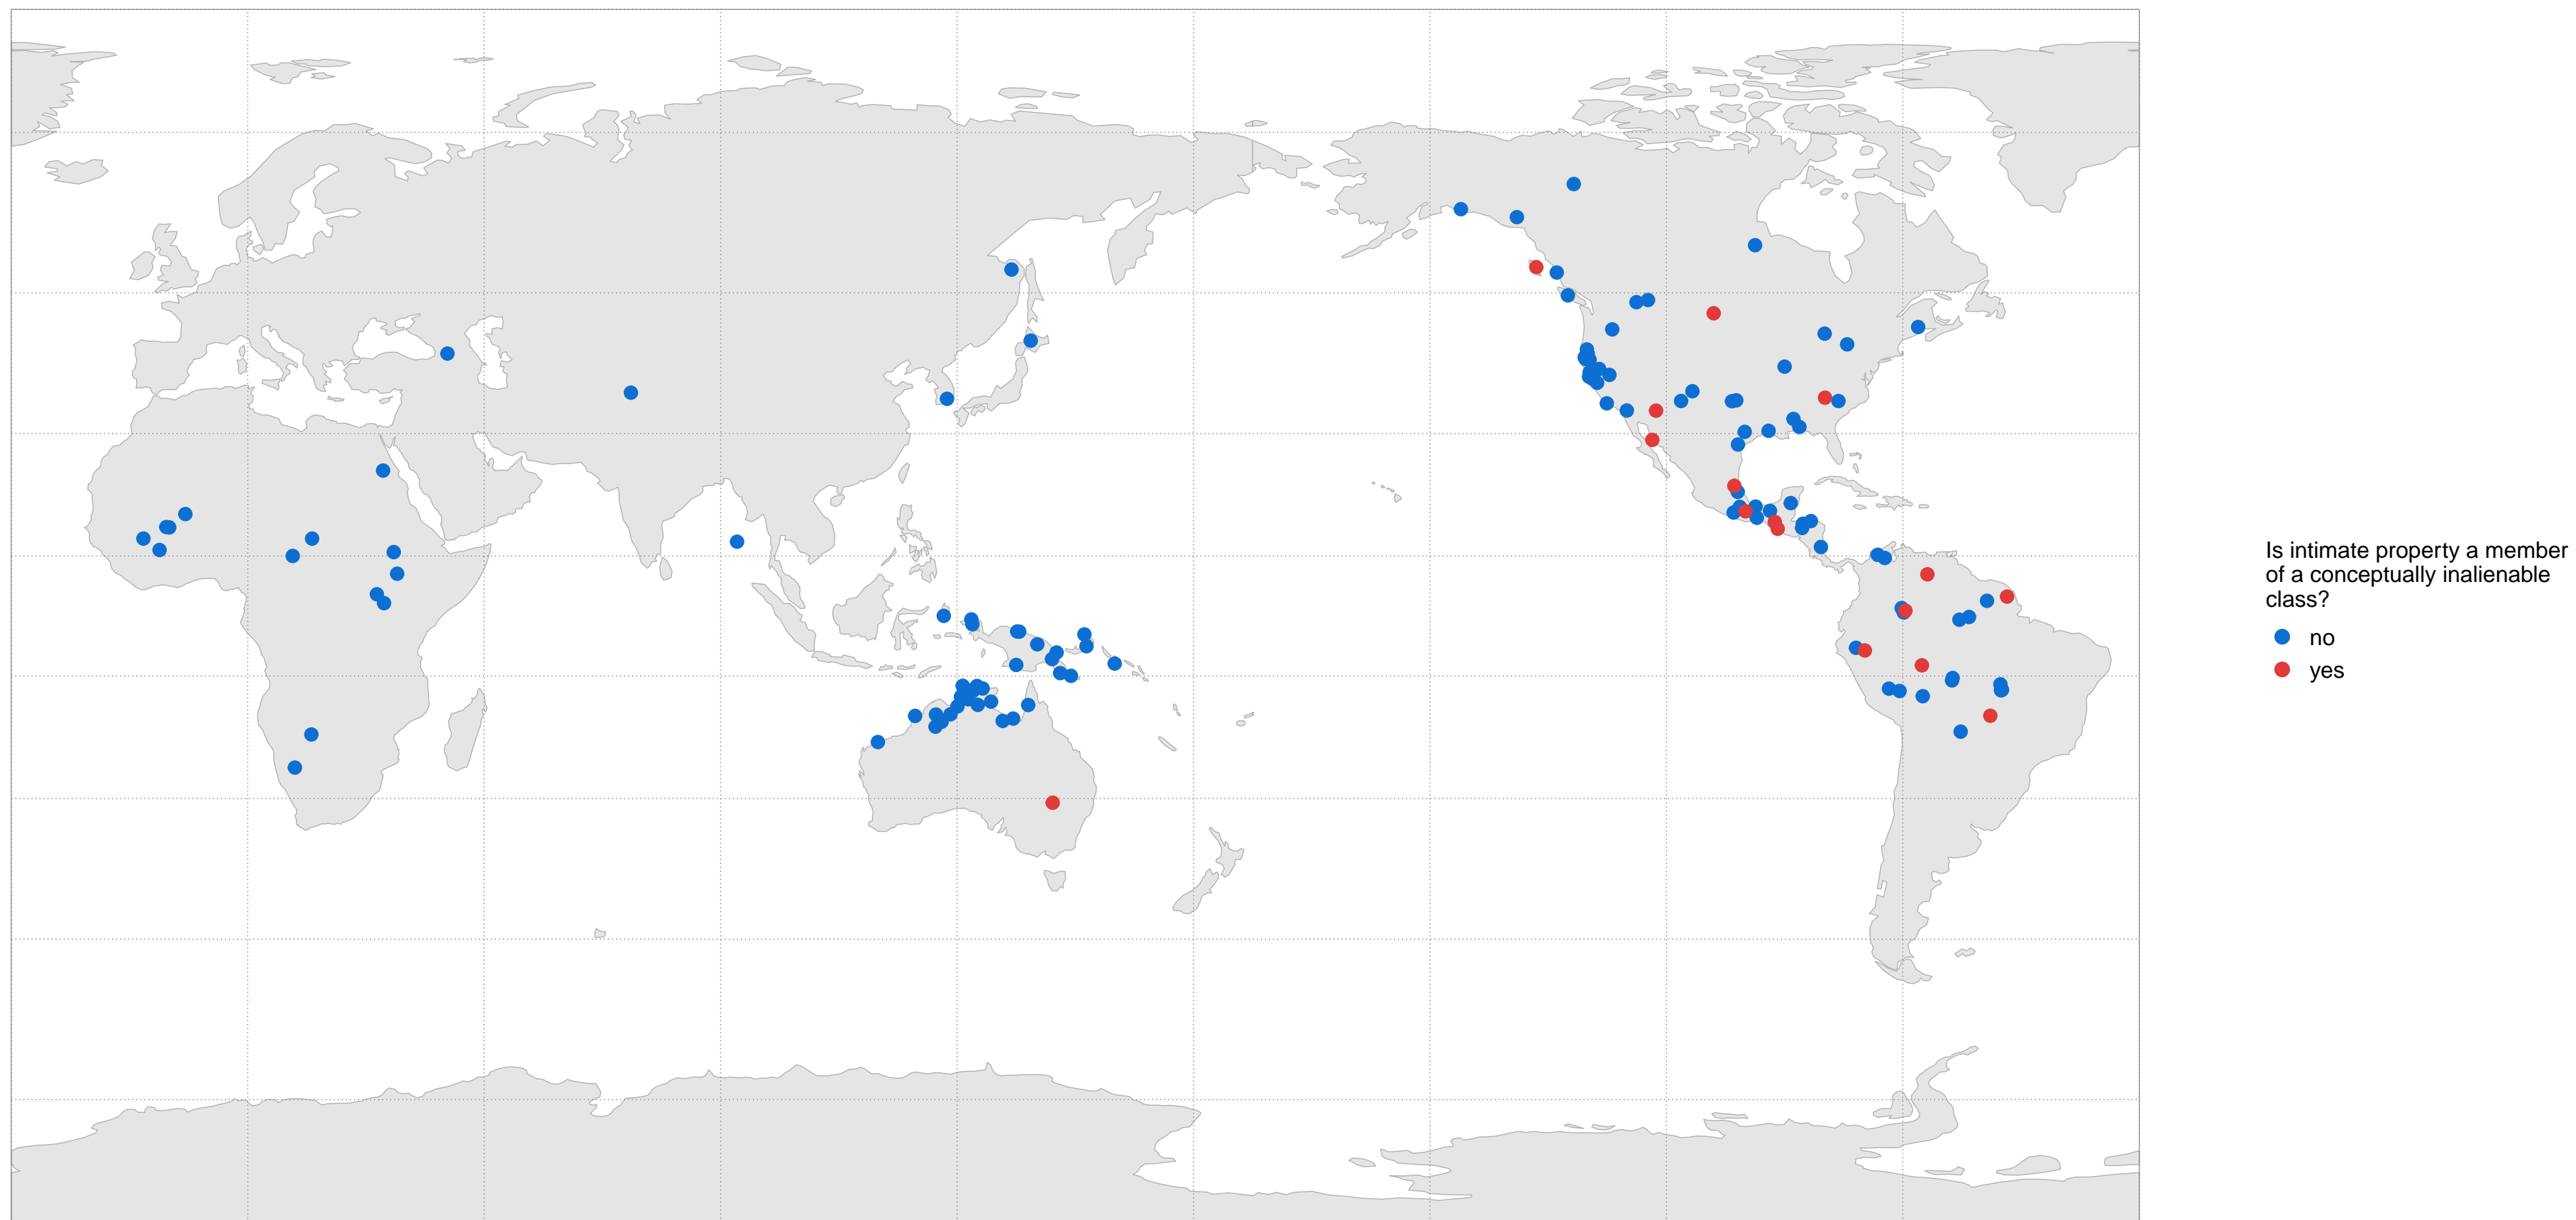 Is intimate property a member
of a conceptually inalienable
class?
no
yes